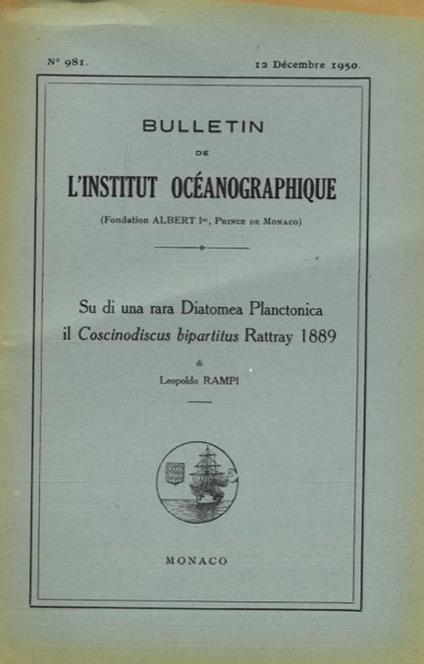 N° 981.
12 Décembre 1950.
BULLETIN
DE
L'INSTITUT OCÉANOGRAPHIQUE
(Fondation ALBERT Ier, PRINCE DE MONACO)
Su di una rara Diatomea Planctonica
il Coscinodiscus bipartitus Rattray 1889
di
Leopoldo RAMPI
MONACO